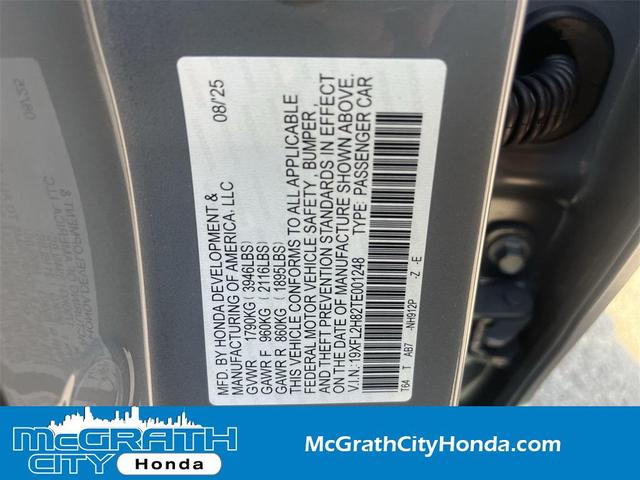 08/'25
MFD. BY HONDA DEVELOPMENT &
MANUFACTURING OF AMERICA, LLC
GVWR 1790KG (3946LBS)
GAWR F 960KG (2116LBS)
GAWR R 860KG (1895LBS)
THIS VEHICLE CONFORMS TO ALL APPLICABLE
FEDERAL MOTOR VEHICLE SAFETY, BUMPER,
AND THEFT PREVENTION STANDARDS IN EFFECT
ON THE DATE OF MANUFACTURE SHOWN ABOVE.
V.I.N: 19XFL2H82TE001248 TYPE: PASSENGER CAR
T64 T AB7 -NH912P -Z -E
McGRATH
CITY Honda
McGrathCityHonda.com